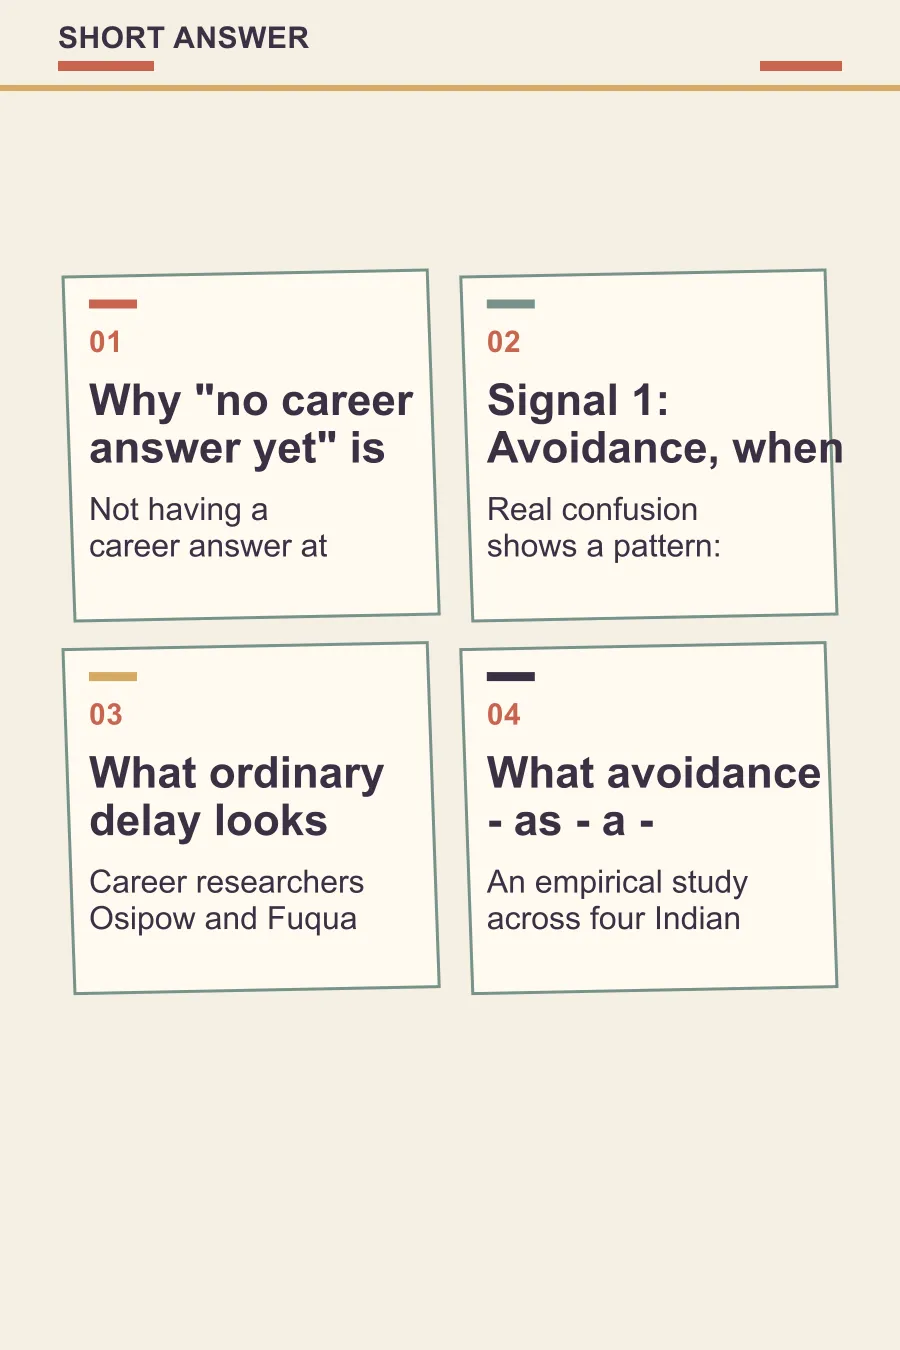 SHORT ANSWER
01
Why "no career
answer yet" is
Not having a
career answer at
02
Signal 1:
Avoidance, when
Real confusion
shows a pattern:
03
What ordinary
delay looks
Career researchers
Osipow and Fuqua
04
What avoidance
- as - a -
An empirical study
across four Indian